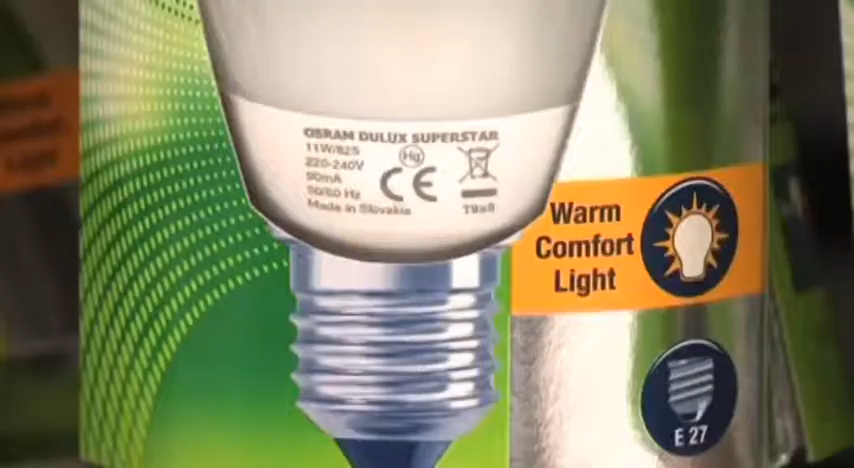 OSRAM DULUX SUPERSTAR
11W/825
220-240V
90mA
50/60 Hz
Made in Slovakia
Hg
CE
Warm
Comfort
Light
E 27